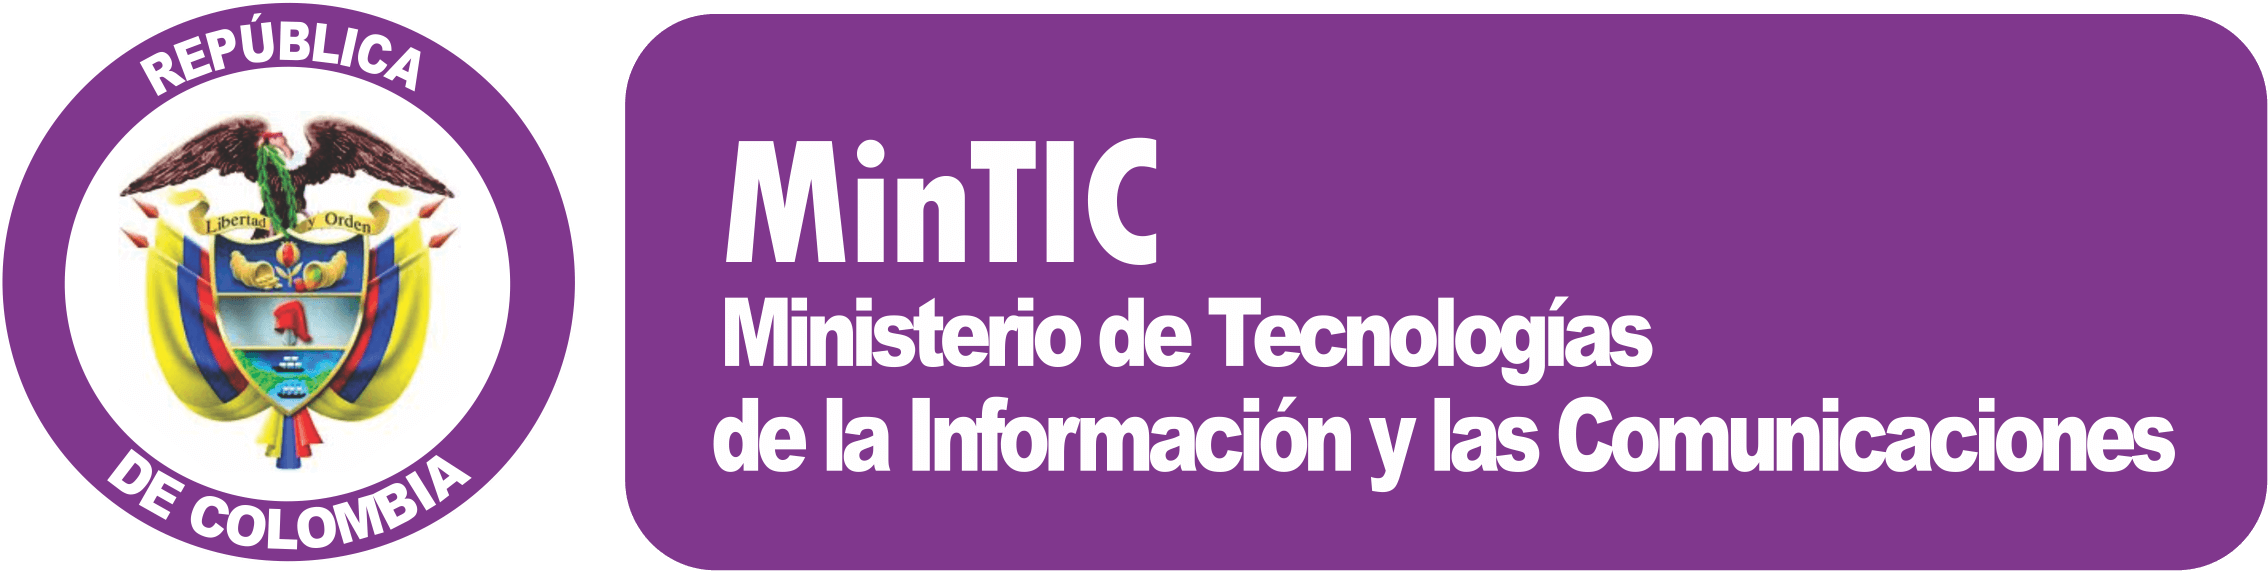 REPÚBLICA
Libertad y Orden
DE COLOMBIA
MinTIC
Ministerio de Tecnologías
de la Información y las Comunicaciones